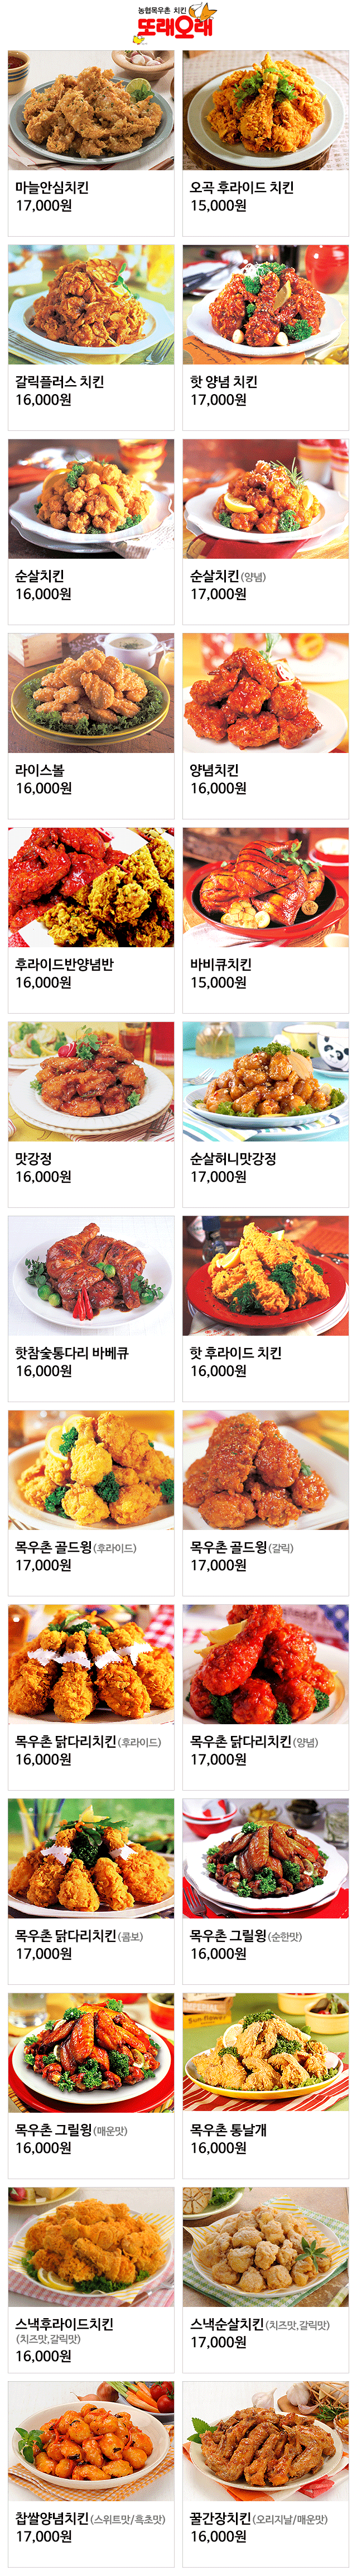 농협목우촌 치킨
또래오래
마늘안심치킨
17,000원
오곡 후라이드 치킨
15,000원
갈릭플러스 치킨
16,000원
핫 양념 치킨
17,000원
순살치킨
16,000원
순살치킨(양념)
17,000원
라이스볼
16,000원
양념치킨
16,000원
후라이드반양념반
16,000원
바비큐치킨
15,000원
맛강정
16,000원
순살허니맛강정
17,000원
핫참숯통다리 바베큐
16,000원
핫 후라이드 치킨
16,000원
목우촌 골드윙(후라이드)
17,000원
목우촌 골드윙(갈릭)
17,000원
목우촌 닭다리치킨(후라이드)
16,000원
목우촌 닭다리치킨(양념)
17,000원
목우촌 닭다리치킨(콤보)
17,000원
목우촌 그릴윙(순한맛)
16,000원
목우촌 그릴윙(매운맛)
16,000원
목우촌 통날개
16,000원
스낵후라이드치킨
(치즈맛,갈릭맛)
16,000원
스낵순살치킨(치즈맛,갈릭맛)
17,000원
찹쌀양념치킨(스위트맛/흑초맛)
17,000원
꿀간장치킨(오리지날/매운맛)
16,000원